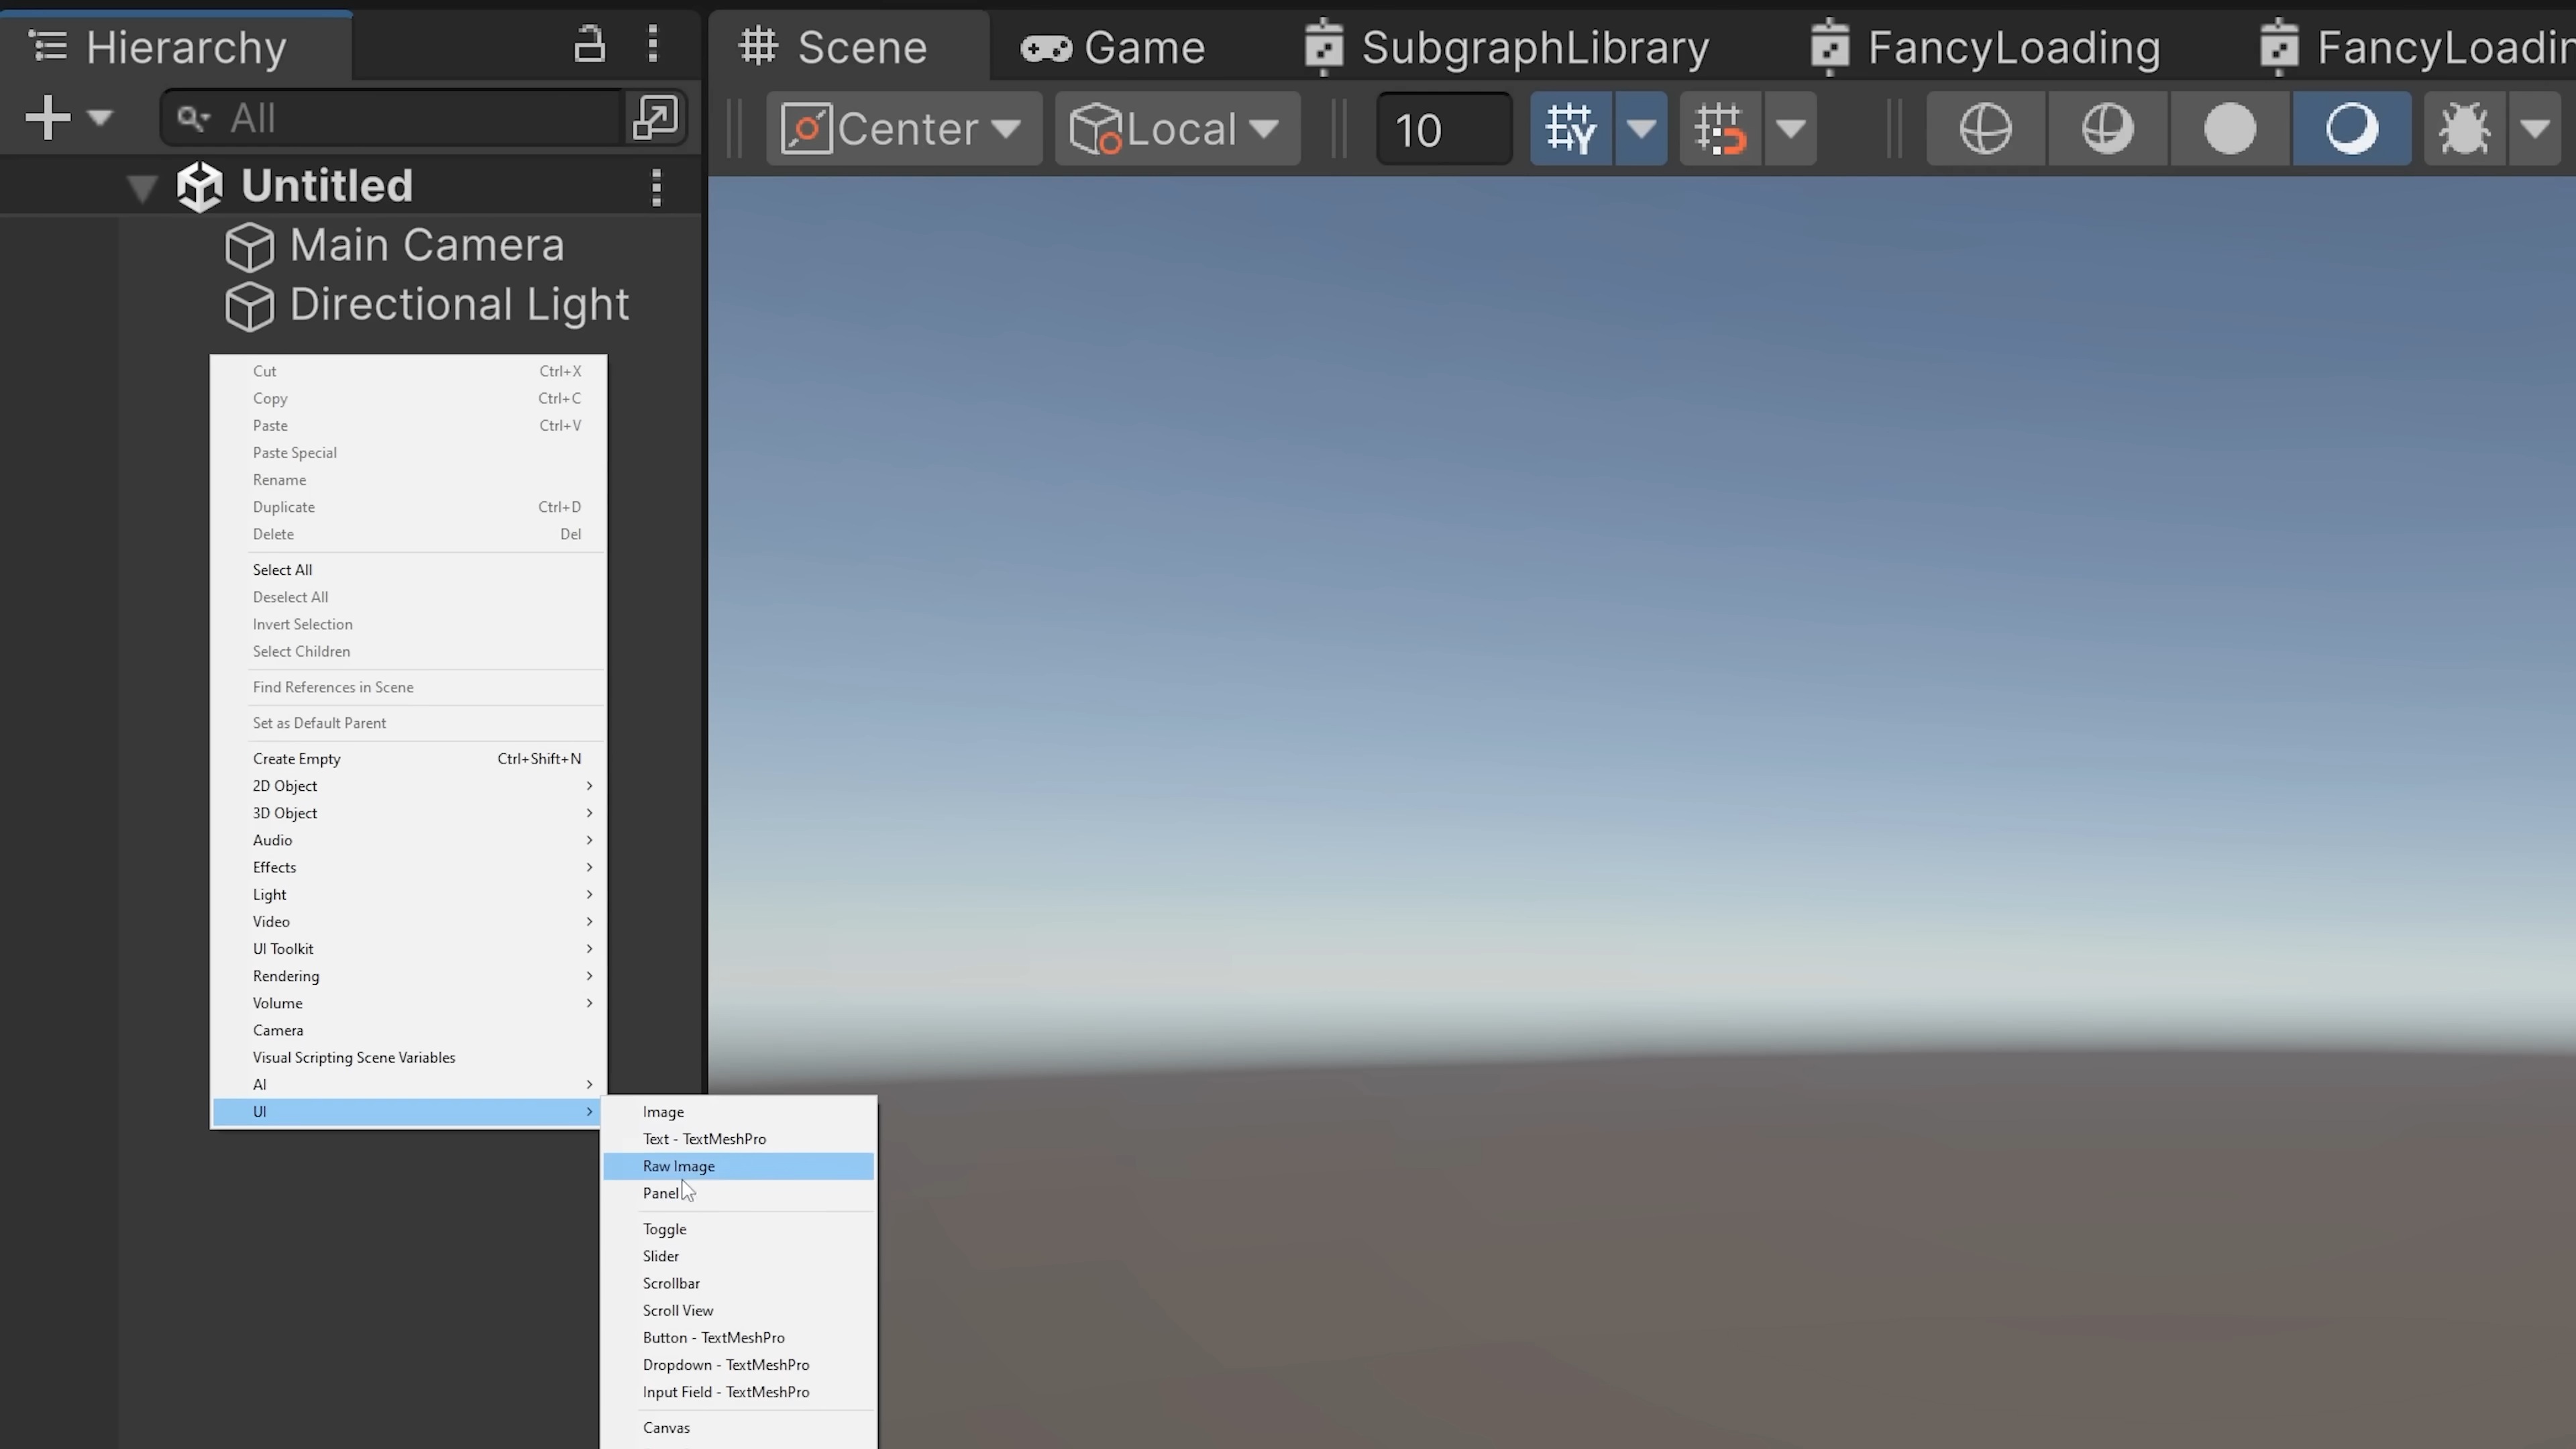 Hierarchy
Scene
Game
SubgraphLibrary
FancyLoading
FancyLoadin
All
Center
Local
10
Untitled
Main Camera
Directional Light
Cut Ctrl+X
Copy Ctrl+C
Paste Ctrl+V
Paste Special
Rename
Duplicate Ctrl+D
Delete Del
Select All
Deselect All
Invert Selection
Select Children
Find References in Scene
Set as Default Parent
Create Empty Ctrl+Shift+N
2D Object
3D Object
Audio
Effects
Light
Video
UI Toolkit
Rendering
Volume
Camera
Visual Scripting Scene Variables
AI
UI
Image
Text - TextMeshPro
Raw Image
Panel
Toggle
Slider
Scrollbar
Scroll View
Button - TextMeshPro
Dropdown - TextMeshPro
Input Field - TextMeshPro
Canvas